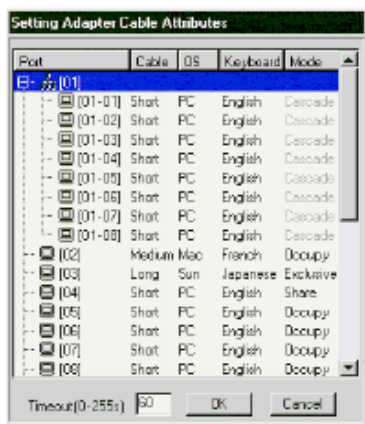 Setting Adapter Cable Attributes
Port Cable OS Keyboard Mode
[01]
[01-01] Short PC English Cascade
[01-02] Short PC English Cascade
[01-03] Short PC English Cascade
[01-04] Short PC English Cascade
[01-05] Short PC English Cascade
[01-06] Short PC English Cascade
[01-07] Short PC English Cascade
[01-08] Short PC English Cascade
[02] Medium Mac French Occupy
[03] Long Sun Japanese Exclusive
[04] Short PC English Share
[05] Short PC English Occupy
[06] Short PC English Occupy
[07] Short PC English Occupy
[08] Short PC English Occupy
Timeout(0-255s) 60 OK Cancel